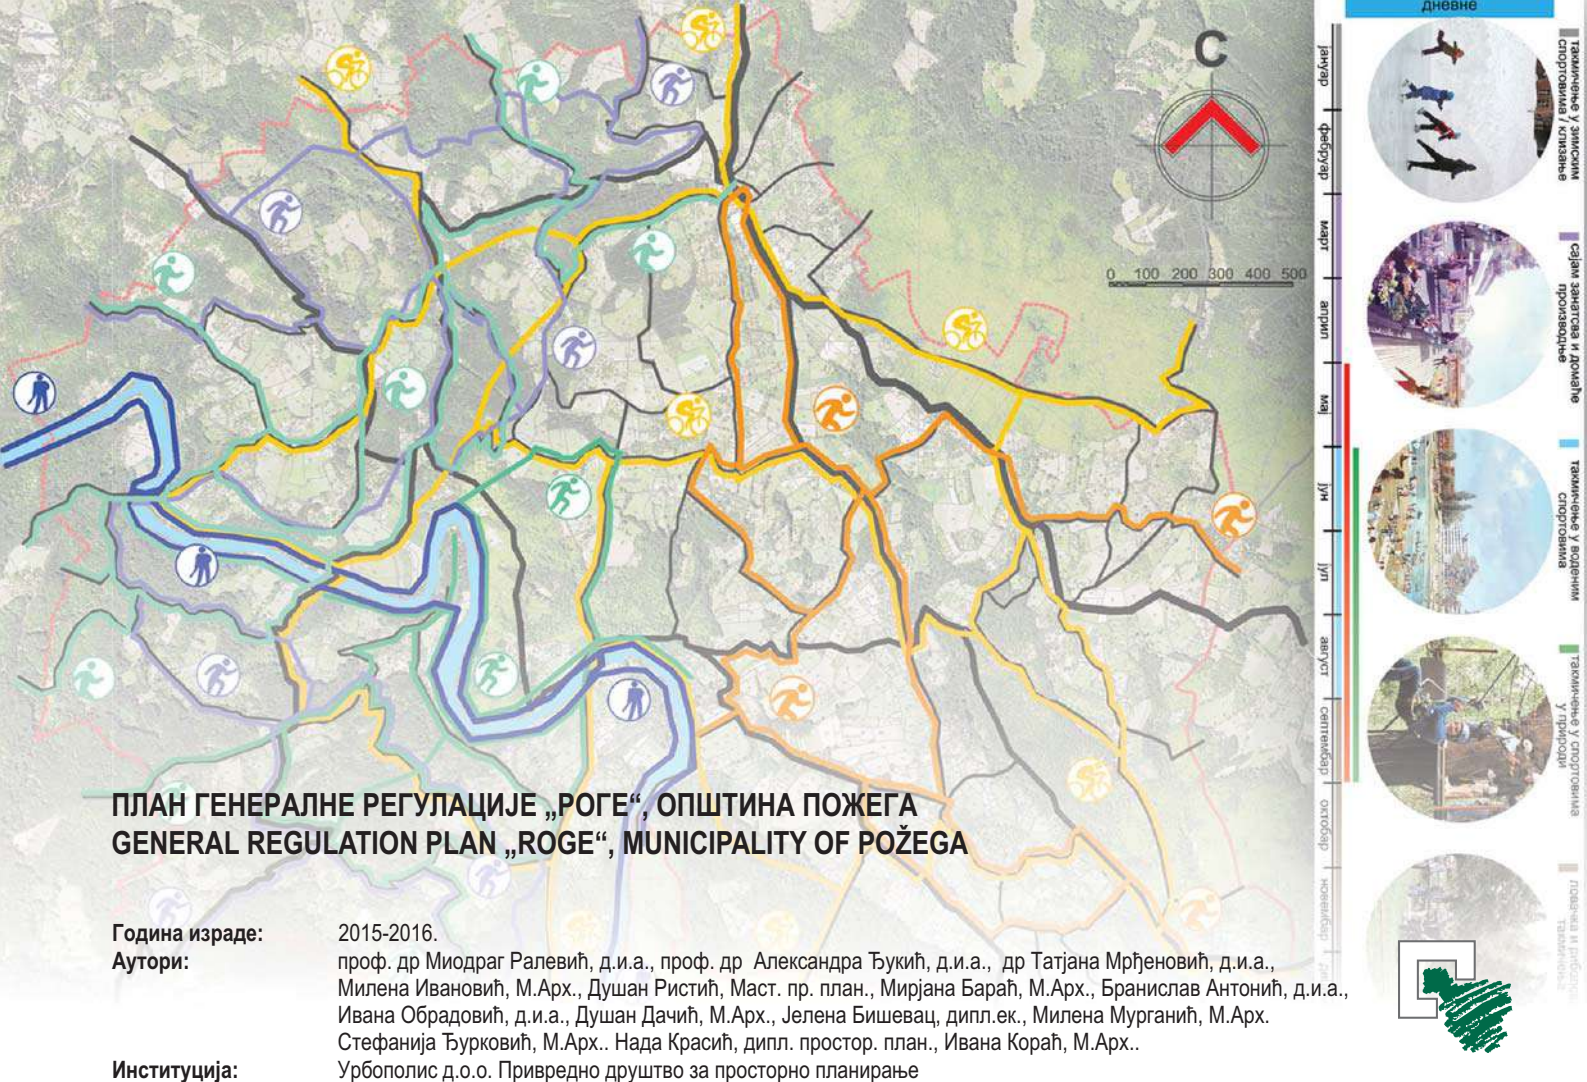 дневне
С
0 100 200 300 400 500
јануар
фебруар
март
април
мај
јун
јул
август
септембар
октобар
новембар
такмичење у зимским
спортовима / клизање
сајам занатсва и домаће
производње
такмичење у воденим
спортовима
такмичење у спортовима
у природи
ловачка и
ПЛАН ГЕНЕРАЛНЕ РЕГУЛАЦИЈЕ „РОГЕ“, ОПШТИНА ПОЖЕГА
GENERAL REGULATION PLAN „ROGE“, MUNICIPALITY OF POŽEGA
Година израде: 2015-2016.
Аутори: проф. др Миодраг Ралевић, д.и.а., проф. др Александра Ђукић, д.и.а., др Татјана Мрђеновић, д.и.а.,
Милена Ивановић, М.Арх., Душан Ристић, Маст. пр. план., Мирјана Бараћ, М.Арх., Бранислав Антонић, д.и.а.,
Ивана Обрадовић, д.и.а., Душан Дачић, М.Арх., Јелена Бишевац, дипл.ек., Милена Мурганић, М.Арх.
Стефанија Ђурковић, М.Арх.. Нада Красић, дипл. простор. план., Ивана Кораћ, М.Арх..
Институција: Урбополис д.о.о. Привредно друштво за просторно планирање